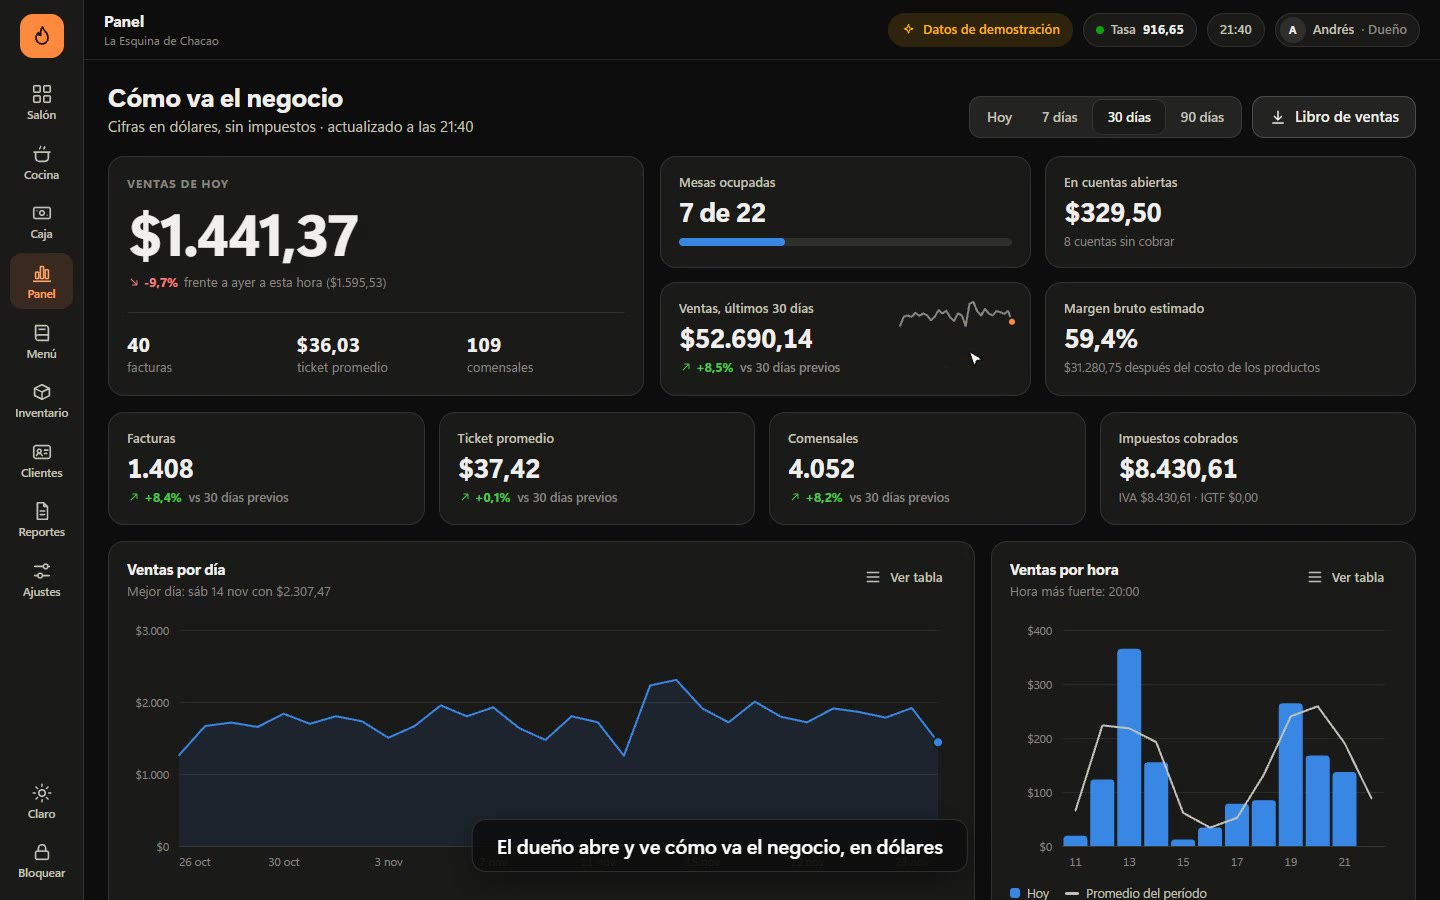 Panel
La Esquina de Chacao
Datos de demostración
Tasa 916,65
21:40
A Andrés · Dueño
Salón
Cocina
Caja
Panel
Menú
Inventario
Clientes
Reportes
Ajustes
Claro
Bloquear
Cómo va el negocio
Cifras en dólares, sin impuestos · actualizado a las 21:40
Hoy 7 días 30 días 90 días
Libro de ventas
VENTAS DE HOY
$1.441,37
-9,7% frente a ayer a esta hora ($1.595,53)
40 $36,03 109
facturas ticket promedio comensales
Mesas ocupadas
7 de 22
En cuentas abiertas
$329,50
8 cuentas sin cobrar
Ventas, últimos 30 días
$52.690,14
+8,5% vs 30 días previos
Margen bruto estimado
59,4%
$31.280,75 después del costo de los productos
Facturas
1.408
+8,4% vs 30 días previos
Ticket promedio
$37,42
+0,1% vs 30 días previos
Comensales
4.052
+8,2% vs 30 días previos
Impuestos cobrados
$8.430,61
IVA $8.430,61 · IGTF $0,00
Ventas por día
Mejor día: sáb 14 nov con $2.307,47
Ver tabla
$3.000
$2.000
$1.000
$0
26 oct 30 oct 3 nov
El dueño abre y ve cómo va el negocio, en dólares
Ventas por hora
Hora más fuerte: 20:00
Ver tabla
$400
$300
$200
$100
$0
11 13 15 17 19 21
Hoy Promedio del período